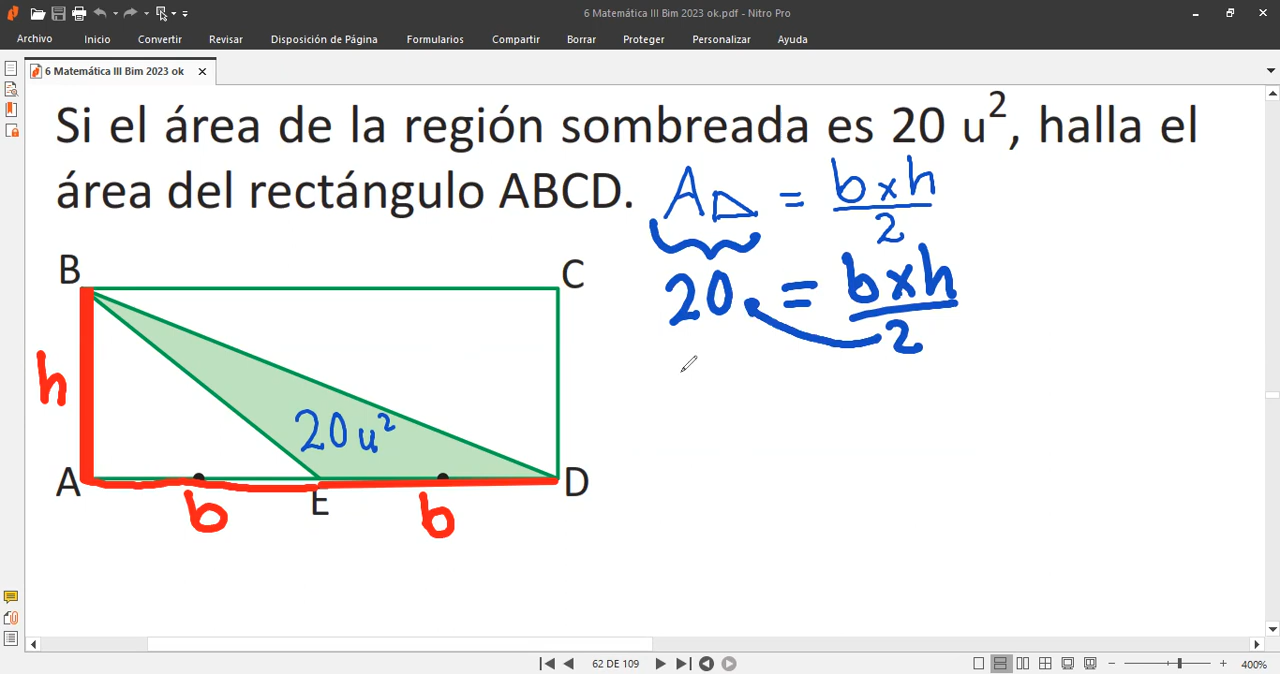 6 Matemática III Bim 2023 ok.pdf - Nitro Pro
Archivo Inicio Convertir Revisar Disposición de Página Formularios Compartir Borrar Proteger Personalizar Ayuda
6 Matemática III Bim 2023 ok
Si el área de la región sombreada es 20 u², halla el
área del rectángulo ABCD.
A△ = bxh/2
20 = bxh/2
B C
h
20u²
A E D
b b
62 DE 109
400%